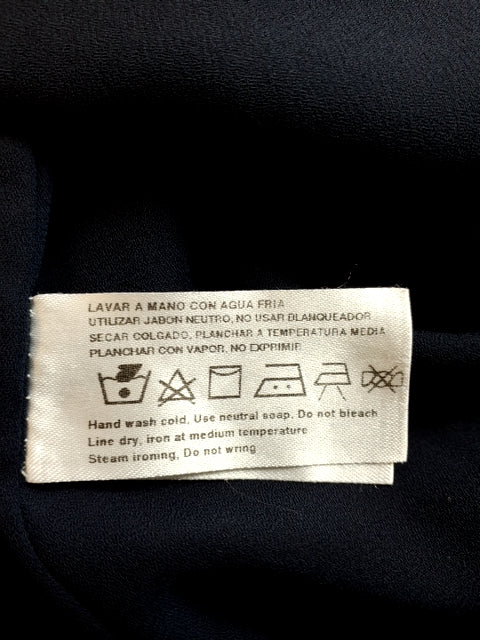 LAVAR A MANO CON AGUA FRIA
UTILIZAR JABON NEUTRO, NO USAR BLANQUEADOR
SECAR COLGADO, PLANCHAR A TEMPERATURA MEDIA
PLANCHAR CON VAPOR, NO EXPRIMIR
Hand wash cold, Use neutral soap, Do not bleach
Line dry, iron at medium temperature
Steam ironing, Do not wring